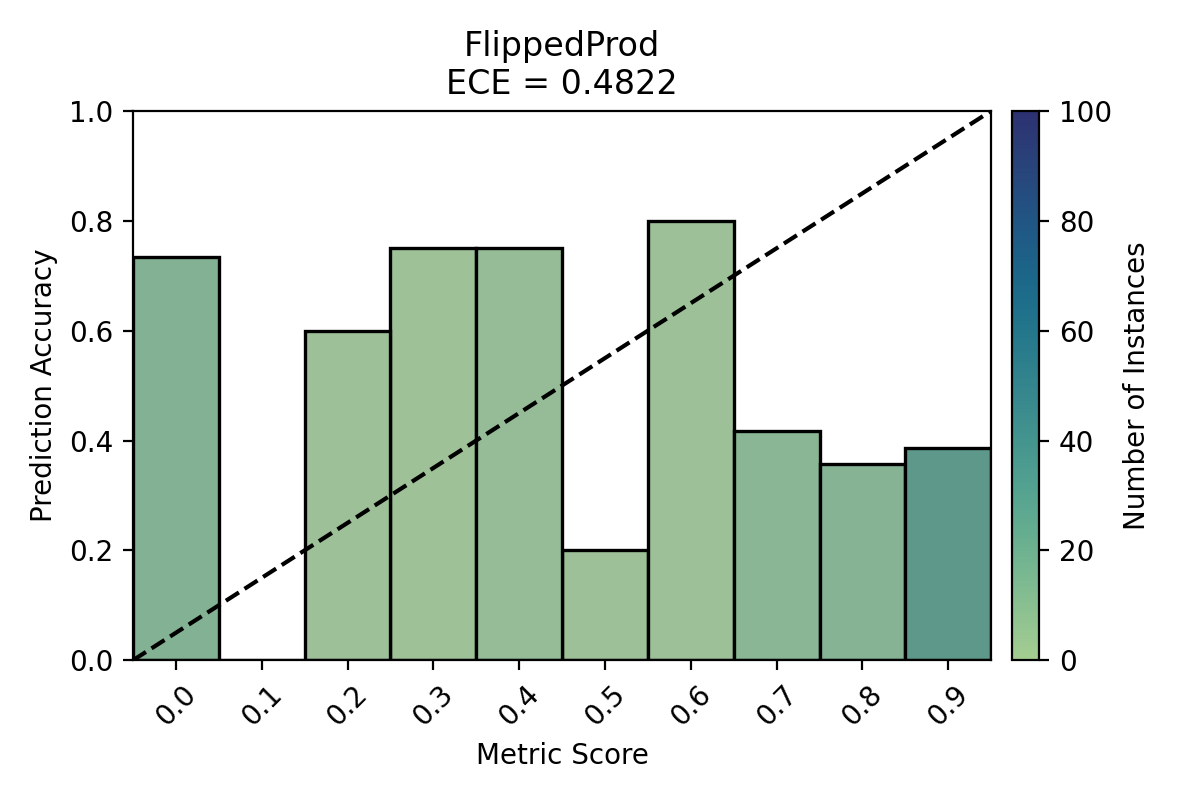 FlippedProd
ECE = 0.4822
1.0
0.8
0.6
0.4
0.2
0.0
Prediction Accuracy
0.0 0.1 0.2 0.3 0.4 0.5 0.6 0.7 0.8 0.9
Metric Score
100
80
60
40
20
0
Number of Instances